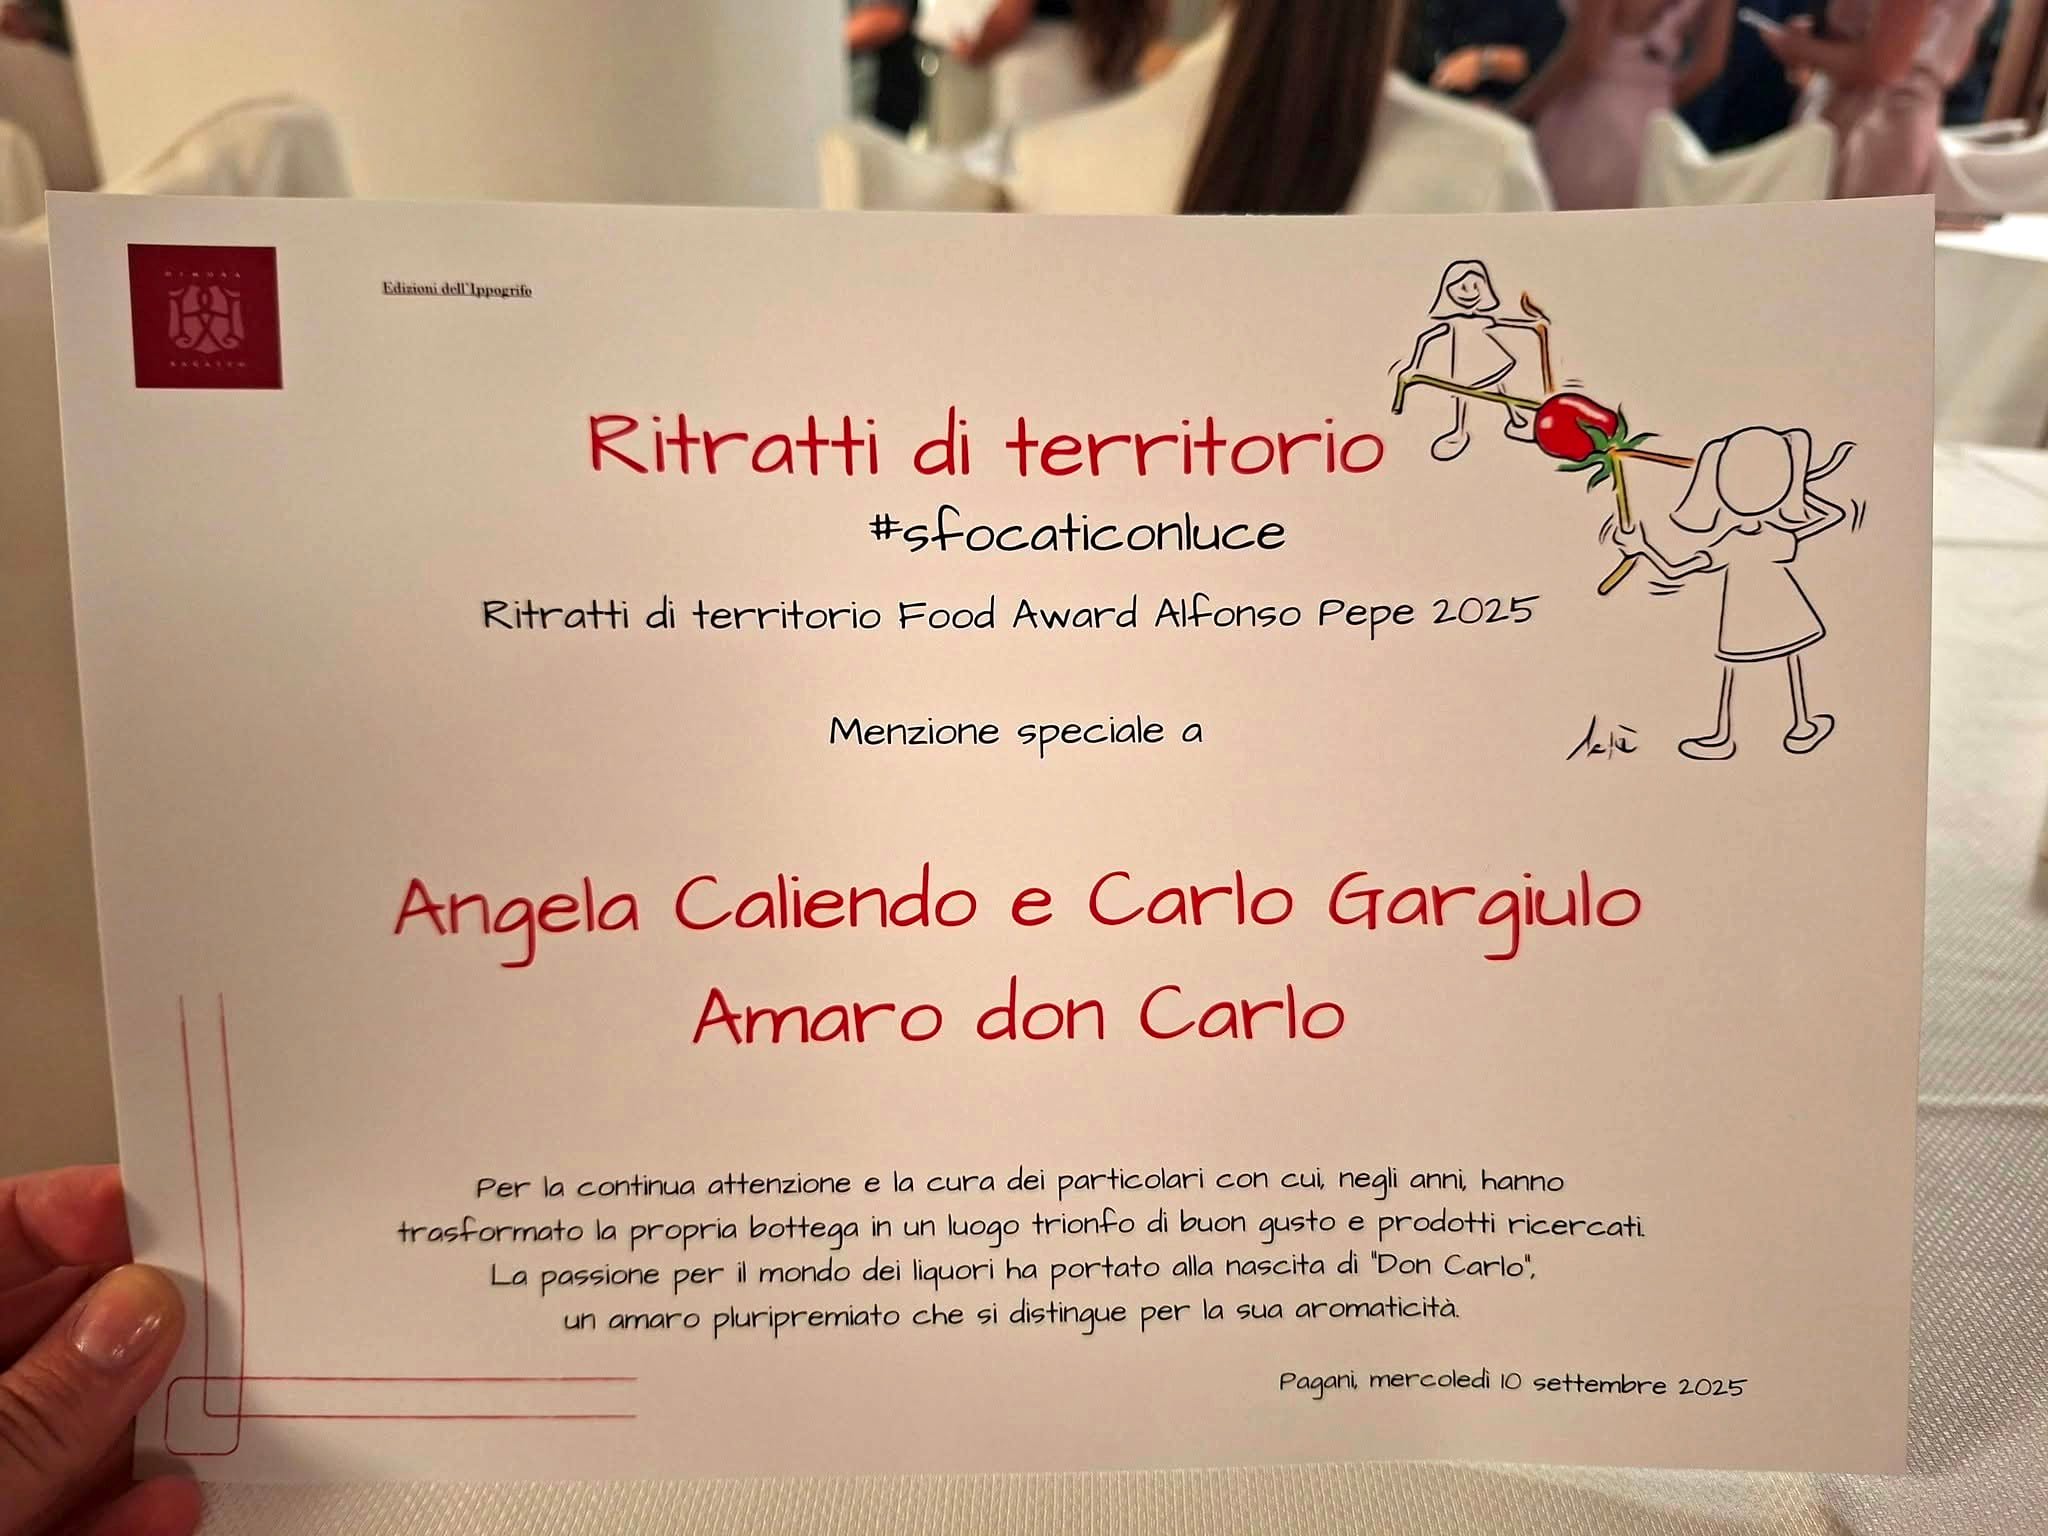 DIMORA
Edizioni dell'Ippogrifo
Ritratti di territorio
#sfocaticonluce
Ritratti di territorio Food Award Alfonso Pepe 2025
Menzione speciale a
Angela Caliendo e Carlo Gargiulo
Amaro don Carlo
Per la continua attenzione e la cura dei particolari con cui, negli anni, hanno
trasformato la propria bottega in un luogo trionfo di buon gusto e prodotti ricercati.
La passione per il mondo dei liquori ha portato alla nascita di "Don Carlo",
un amaro pluripremiato che si distingue per la sua aromaticità.
Pagani, mercoledì 10 settembre 2025